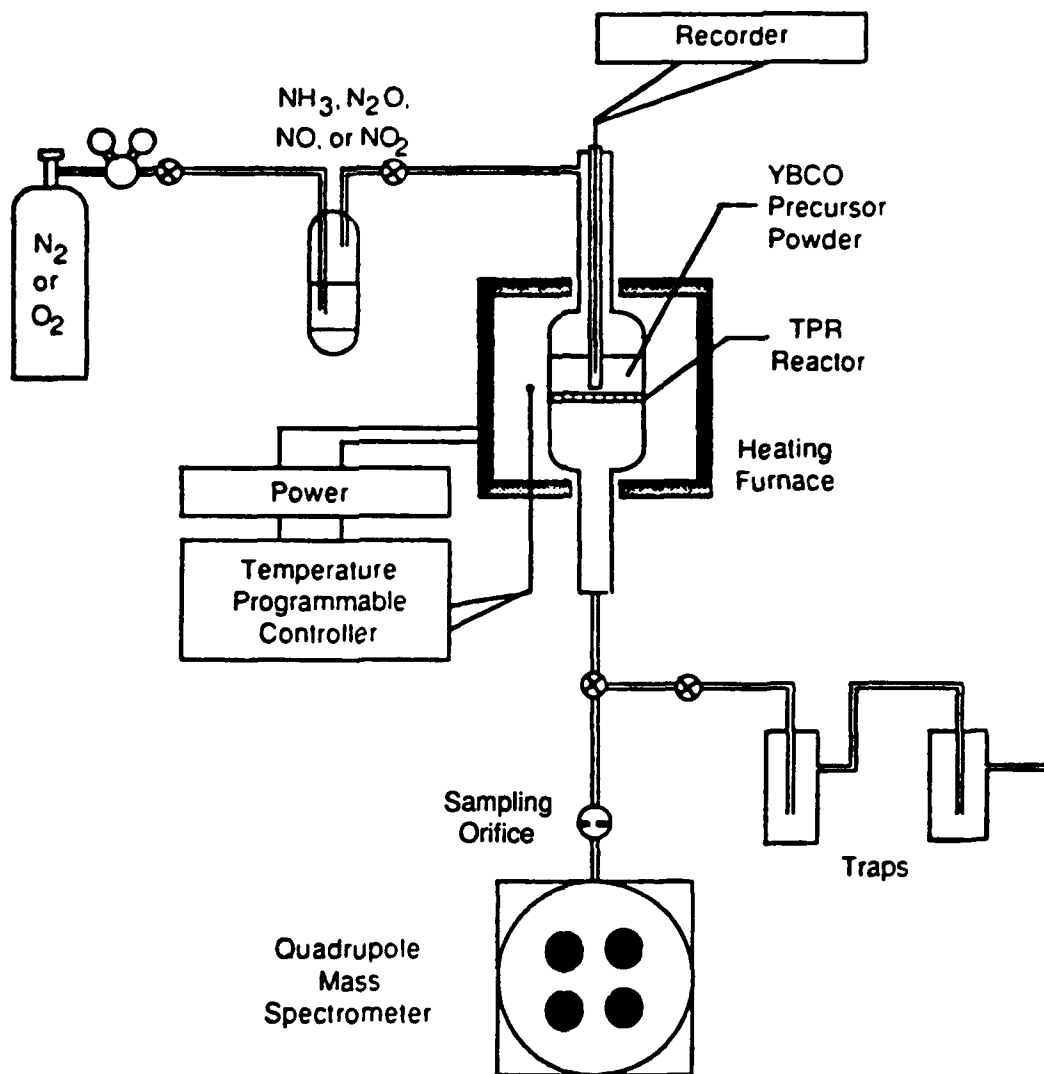 Recorder
NH3, N2O,
NO, or NO2
YBCO
Precursor
Powder
N2
or
O2
TPR
Reactor
Heating
Furnace
Power
Temperature
Programmable
Controller
Sampling
Orifice
Traps
Quadrupole
Mass
Spectrometer